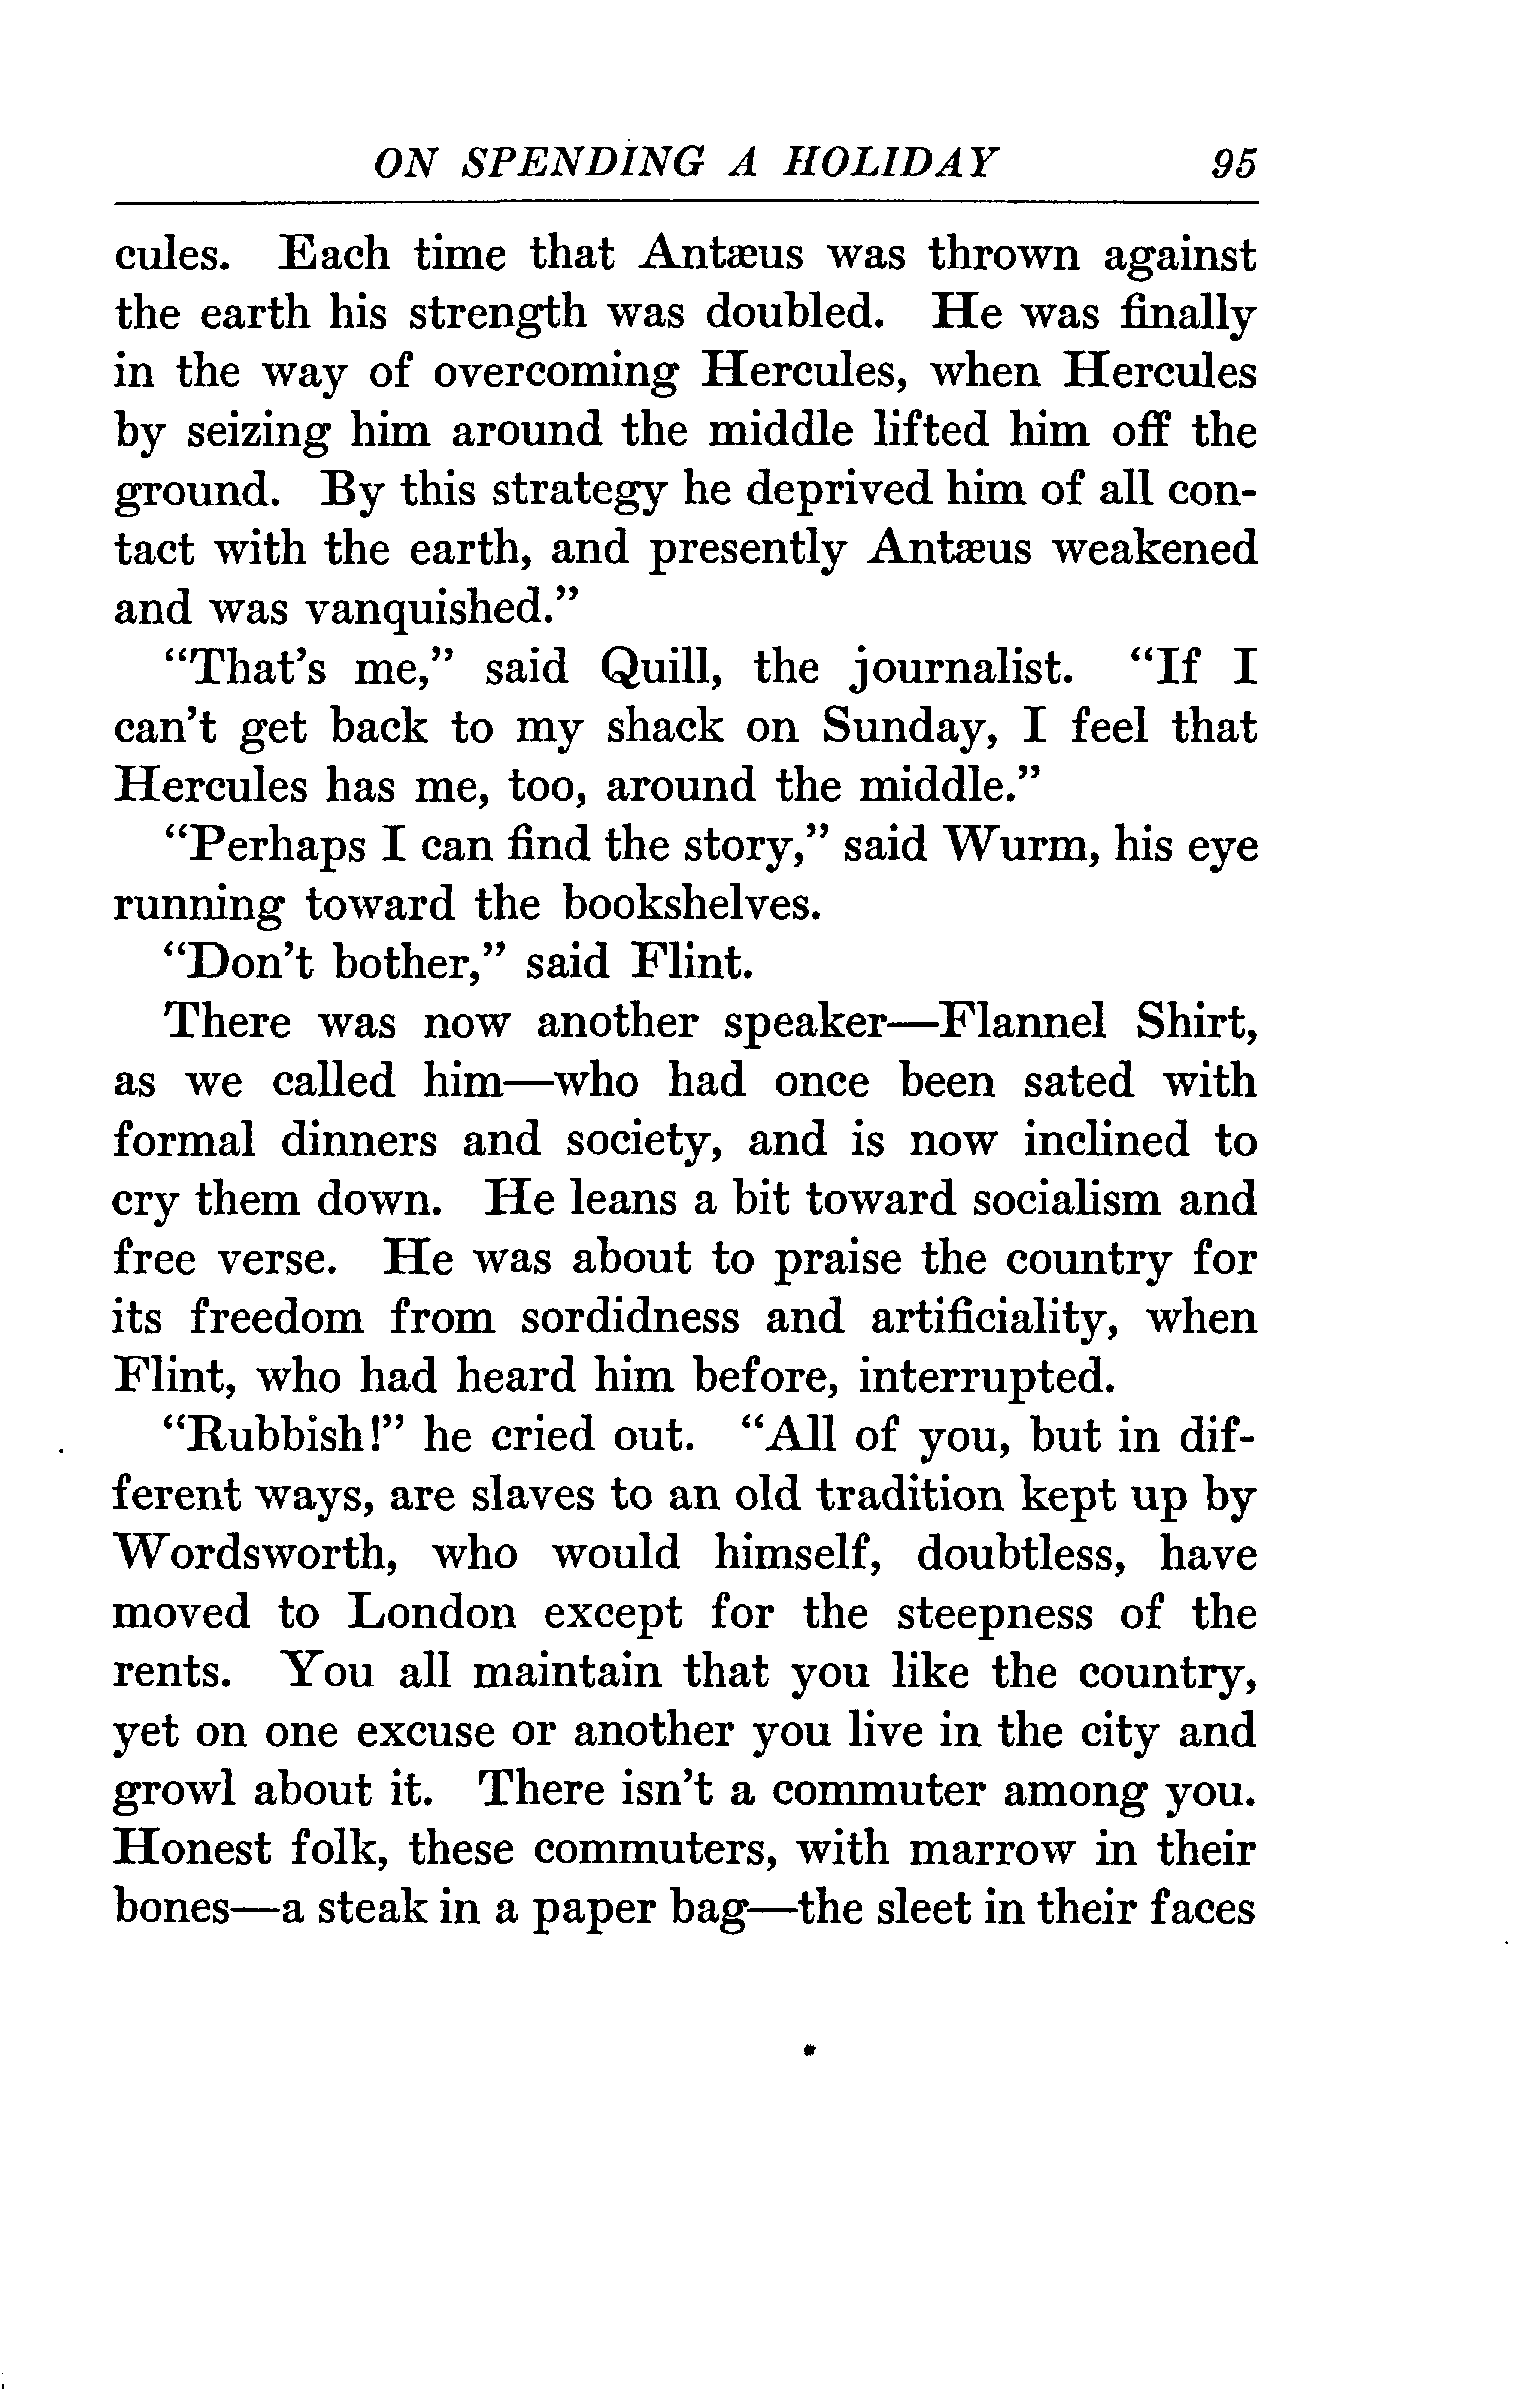 ON SPENDING A HOLIDAY 95
cules. Each time that Antæus was thrown against
the earth his strength was doubled. He was finally
in the way of overcoming Hercules, when Hercules
by seizing him around the middle lifted him off the
ground. By this strategy he deprived him of all con-
tact with the earth, and presently Antæus weakened
and was vanquished.”
“That’s me,” said Quill, the journalist. “If I
can’t get back to my shack on Sunday, I feel that
Hercules has me, too, around the middle.”
“Perhaps I can find the story,” said Wurm, his eye
running toward the bookshelves.
“Don’t bother,” said Flint.
There was now another speaker—Flannel Shirt,
as we called him—who had once been sated with
formal dinners and society, and is now inclined to
cry them down. He leans a bit toward socialism and
free verse. He was about to praise the country for
its freedom from sordidness and artificiality, when
Flint, who had heard him before, interrupted.
“Rubbish!” he cried out. “All of you, but in dif-
ferent ways, are slaves to an old tradition kept up by
Wordsworth, who would himself, doubtless, have
moved to London except for the steepness of the
rents. You all maintain that you like the country,
yet on one excuse or another you live in the city and
growl about it. There isn’t a commuter among you.
Honest folk, these commuters, with marrow in their
bones—a steak in a paper bag—the sleet in their faces